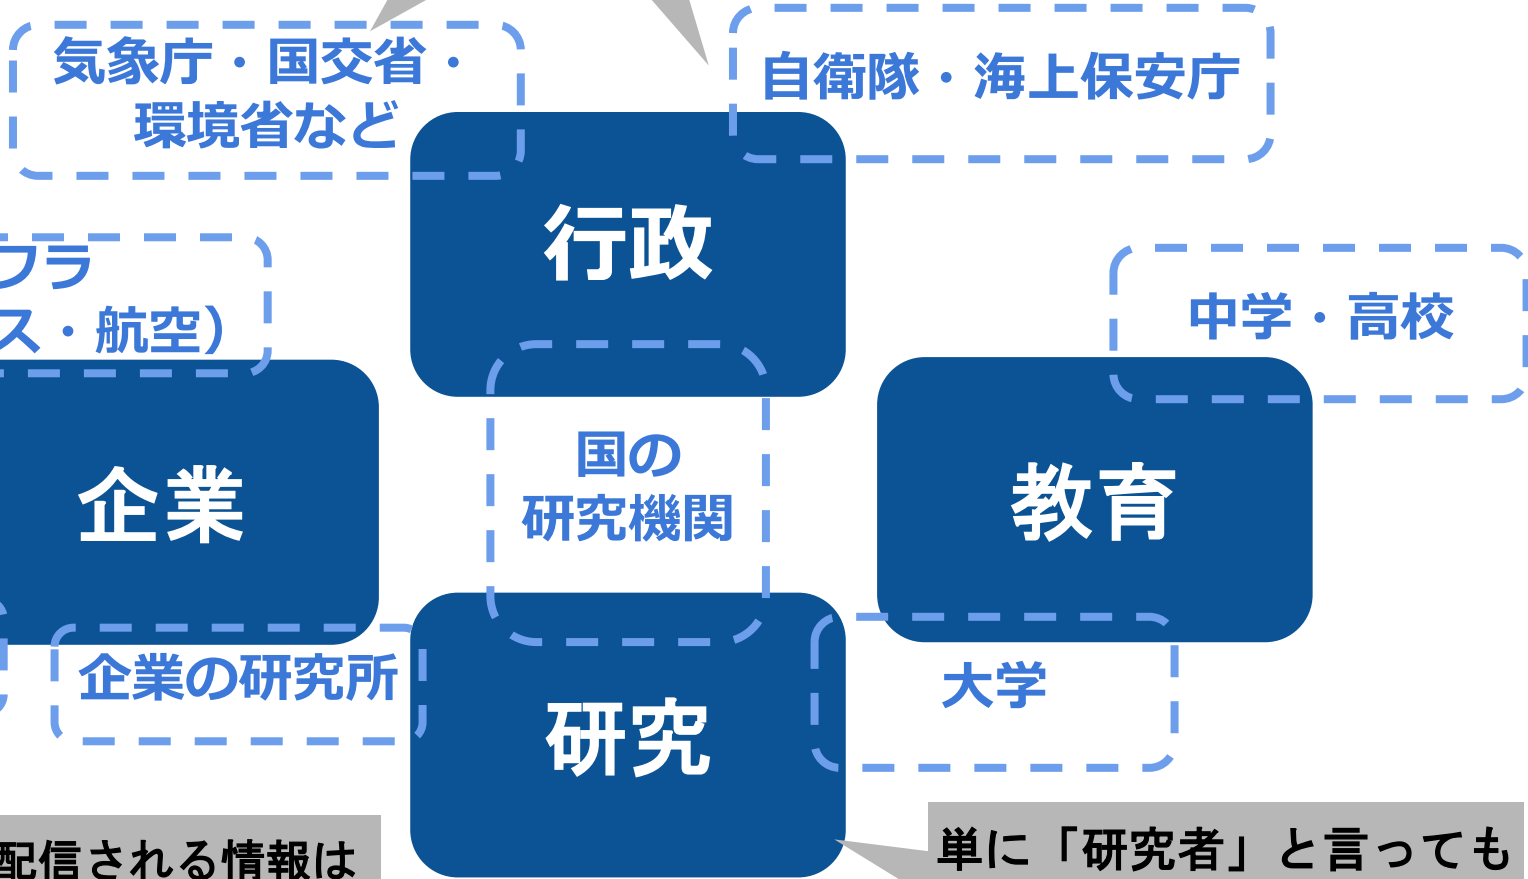 気象庁・国交省・
環境省など
自衛隊・海上保安庁
行政
フラ
ス・航空）
中学・高校
企業
国の
研究機関
教育
企業の研究所
大学
研究
配信される情報は
単に「研究者」と言っても